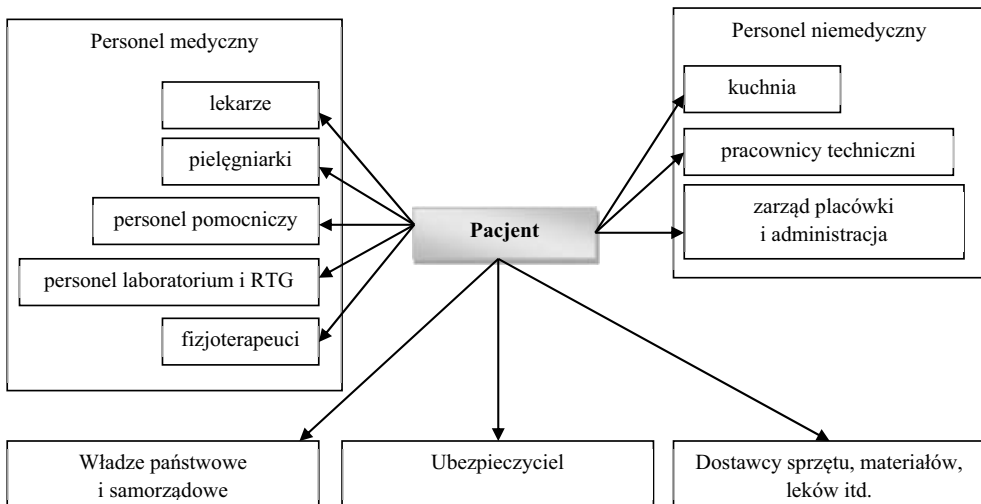 Personel medyczny
lekarze
pielęgniarki
personel pomocniczy
personel laboratorium i RTG
fizjoterapeuci
Pacjent
Personel niemedyczny
kuchnia
pracownicy techniczni
zarząd placówki
i administracja
Władze państwowe
i samorządowe
Ubezpieczyciel
Dostawcy sprzętu, materiałów,
leków itd.